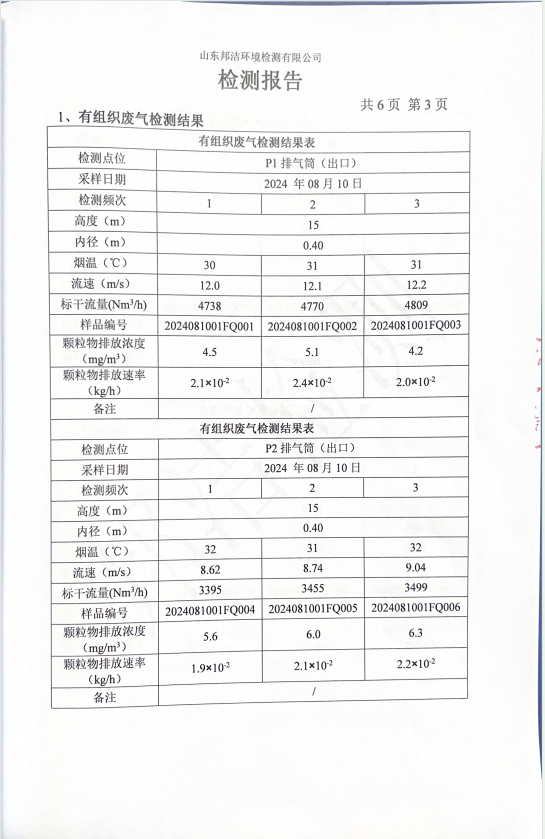 山东邦洁环境检测有限公司
检测报告
共 6 页 第 3 页
1、有组织废气检测结果
有组织废气检测结果表
检测点位 P1 排气筒（出口）
采样日期 2024 年 08 月 10 日
检测频次 1 2 3
高度（m） 15
内径（m） 0.40
烟温（℃） 30 31 31
流速（m/s） 12.0 12.1 12.2
标干流量(Nm³/h) 4738 4770 4809
样品编号 2024081001FQ001 2024081001FQ002 2024081001FQ003
颗粒物排放浓度
（mg/m³） 4.5 5.1 4.2
颗粒物排放速率
（kg/h） 2.1×10⁻² 2.4×10⁻² 2.0×10⁻²
备注 /
有组织废气检测结果表
检测点位 P2 排气筒（出口）
采样日期 2024 年 08 月 10 日
检测频次 1 2 3
高度（m） 15
内径（m） 0.40
烟温（℃） 32 31 32
流速（m/s） 8.62 8.74 9.04
标干流量(Nm³/h) 3395 3455 3499
样品编号 2024081001FQ004 2024081001FQ005 2024081001FQ006
颗粒物排放浓度
（mg/m³） 5.6 6.0 6.3
颗粒物排放速率
（kg/h） 1.9×10⁻² 2.1×10⁻² 2.2×10⁻²
备注 /